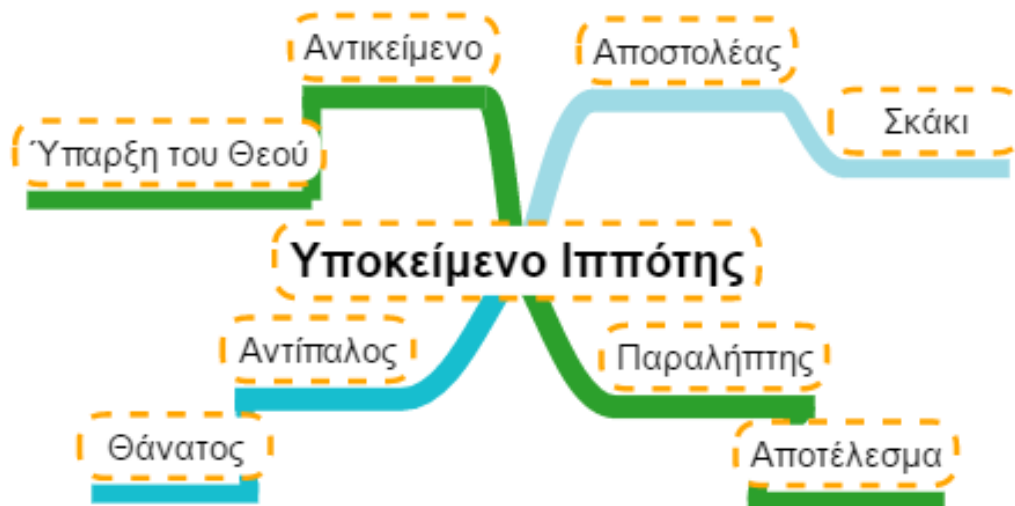 Αντικείμενο
Αποστολέας
Σκάκι
Ύπαρξη του Θεού
Υποκείμενο Ιππότης
Αντίπαλος
Παραλήπτης
Θάνατος
Αποτέλεσμα